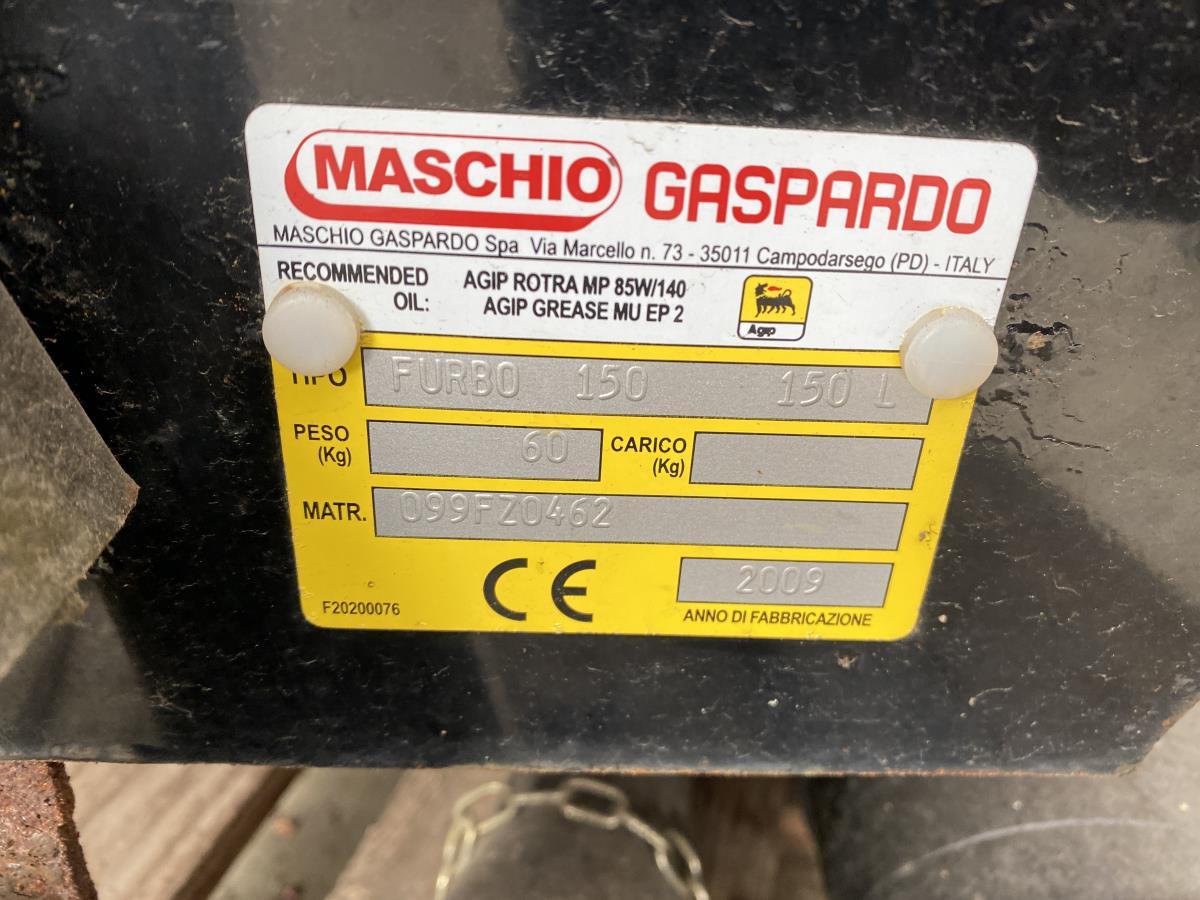 MASCHIO GASPARDO
MASCHIO GASPARDO Spa Via Marcello n. 73 - 35011 Campodarsego (PD) - ITALY
RECOMMENDED OIL: AGIP ROTRA MP 85W/140
AGIP GREASE MU EP 2
Agip
TIPO FURBO 150 150 L
PESO (Kg) 60 CARICO (Kg)
MATR. 099FZ0462
CE 2009
F20200076 ANNO DI FABBRICAZIONE